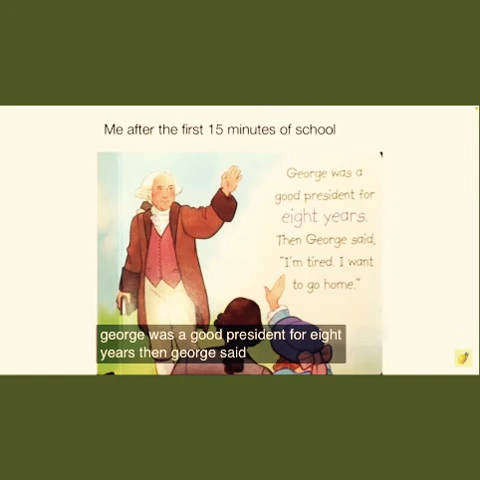 Me after the first 15 minutes of school
George was a
good president for
eight years.
Then George said,
"I'm tired. I want
to go home."
george was a good president for eight
years then george said